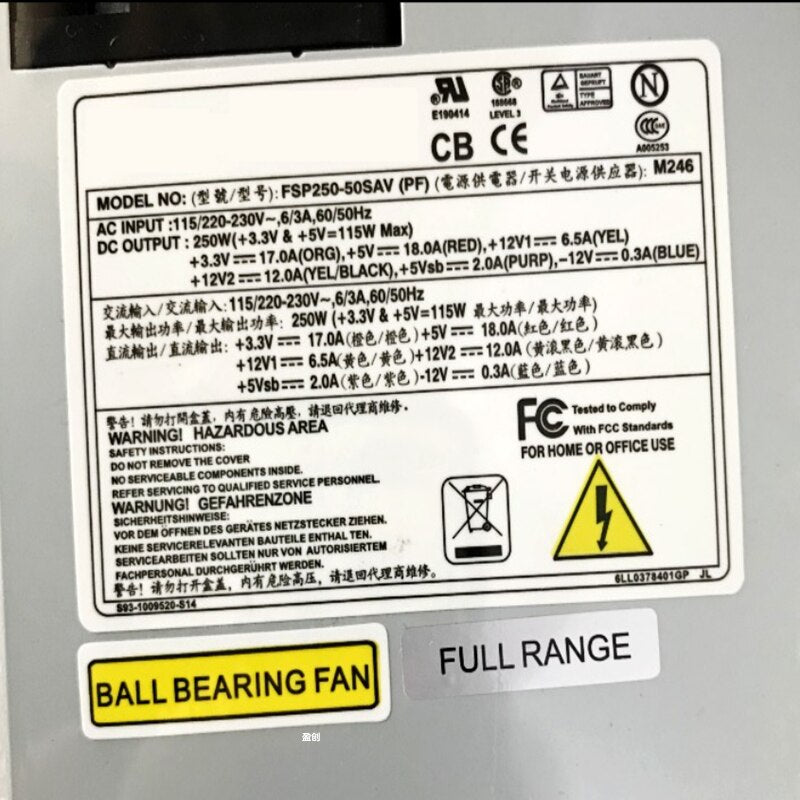 E190414
169668
LEVEL 3
BAUART
GEPRUFT
TYPE
APPROVED
N
A005253
CB CE
MODEL NO: (型號/型号): FSP250-50SAV (PF) (電源供電器/开关电源供应器): M246
AC INPUT :115/220-230V~,6/3A,60/50Hz
DC OUTPUT : 250W(+3.3V & +5V=115W Max)
+3.3V ⎓ 17.0A(ORG),+5V ⎓ 18.0A(RED),+12V1 ⎓ 6.5A(YEL)
+12V2 ⎓ 12.0A(YEL/BLACK),+5Vsb ⎓ 2.0A(PURP),-12V ⎓ 0.3A(BLUE)
交流輸入/交流输入: 115/220-230V~,6/3A,60/50Hz
最大輸出功率/最大输出功率: 250W (+3.3V & +5V=115W 最大功率/最大功率)
直流輸出/直流输出: +3.3V ⎓ 17.0A(橙色/橙色)+5V ⎓ 18.0A(紅色/红色)
+12V1 ⎓ 6.5A(黃色/黄色)+12V2 ⎓ 12.0A (黃滾黑色/黄滚黑色)
+5Vsb ⎓ 2.0A(紫色/紫色)-12V ⎓ 0.3A(藍色/蓝色)
警告! 請勿打開盒蓋, 内有危險高壓, 請退回代理商維修.
WARNING! HAZARDOUS AREA
SAFETY INSTRUCTIONS:
DO NOT REMOVE THE COVER
NO SERVICEABLE COMPONENTS INSIDE.
REFER SERVICING TO QUALIFIED SERVICE PERSONNEL.
WARNUNG! GEFAHRENZONE
SICHERHEITSHINWEISE:
VOR DEM ÖFFNEN DES GERÄTES NETZSTECKER ZIEHEN.
KEINE SERVICERELEVANTEN BAUTEILE ENTHAL TEN.
SERVICEARBEITEN SOLLTEN NUR VON AUTORISIERTEM
FACHPERSONAL DURCHGEFÜHRT WERDEN.
警告! 请勿打开盒盖, 内有危险高压, 请退回代理商维修.
S93-1009520-S14
FC Tested to Comply
With FCC Standards
FOR HOME OR OFFICE USE
6LL0378401GP JL
BALL BEARING FAN
FULL RANGE
盈创